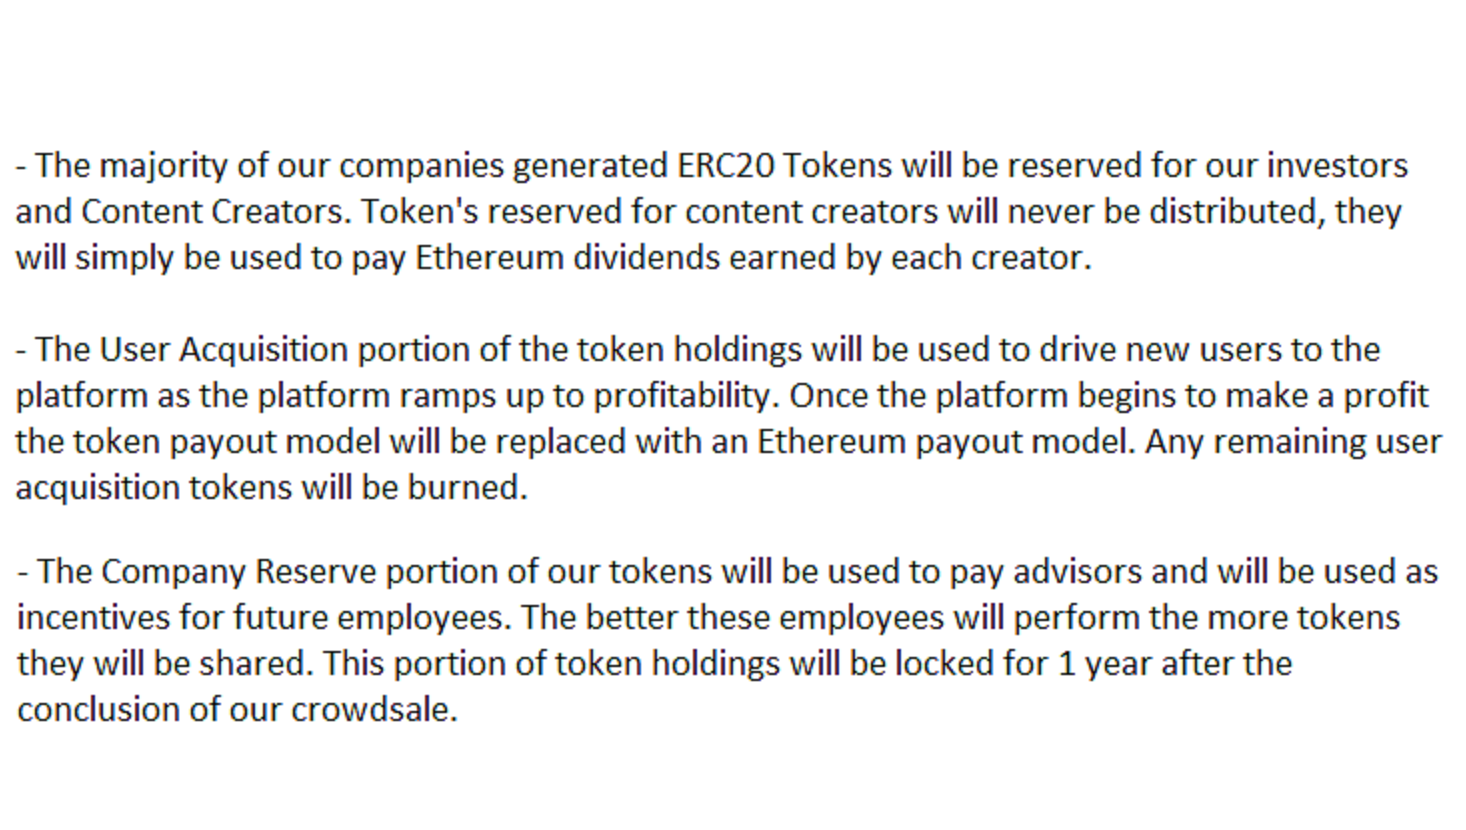 - The majority of our companies generated ERC20 Tokens will be reserved for our investors
and Content Creators. Token's reserved for content creators will never be distributed, they
will simply be used to pay Ethereum dividends earned by each creator.
- The User Acquisition portion of the token holdings will be used to drive new users to the
platform as the platform ramps up to profitability. Once the platform begins to make a profit
the token payout model will be replaced with an Ethereum payout model. Any remaining user
acquisition tokens will be burned.
- The Company Reserve portion of our tokens will be used to pay advisors and will be used as
incentives for future employees. The better these employees will perform the more tokens
they will be shared. This portion of token holdings will be locked for 1 year after the
conclusion of our crowdsale.